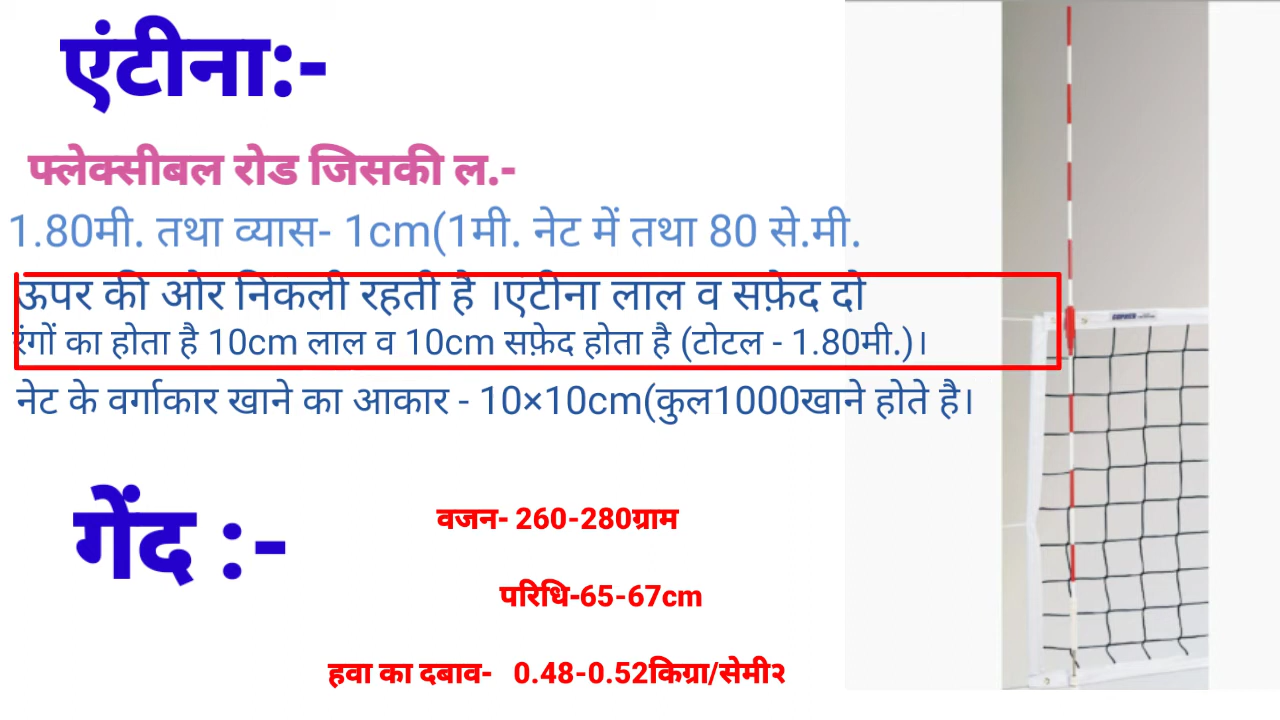 एंटीना:-
फ्लेक्सीबल रोड जिसकी ल.-
1.80मी. तथा व्यास- 1cm(1मी. नेट में तथा 80 से.मी.
ऊपर की ओर निकली रहती है ।एंटीना लाल व सफ़ेद दो
रंगों का होता है 10cm लाल व 10cm सफ़ेद होता है (टोटल - 1.80मी.)।
नेट के वर्गाकार खाने का आकार - 10×10cm(कुल1000खाने होते है।
गेंद :-
वजन- 260-280ग्राम
परिधि-65-67cm
हवा का दबाव- 0.48-0.52किग्रा/सेमी२